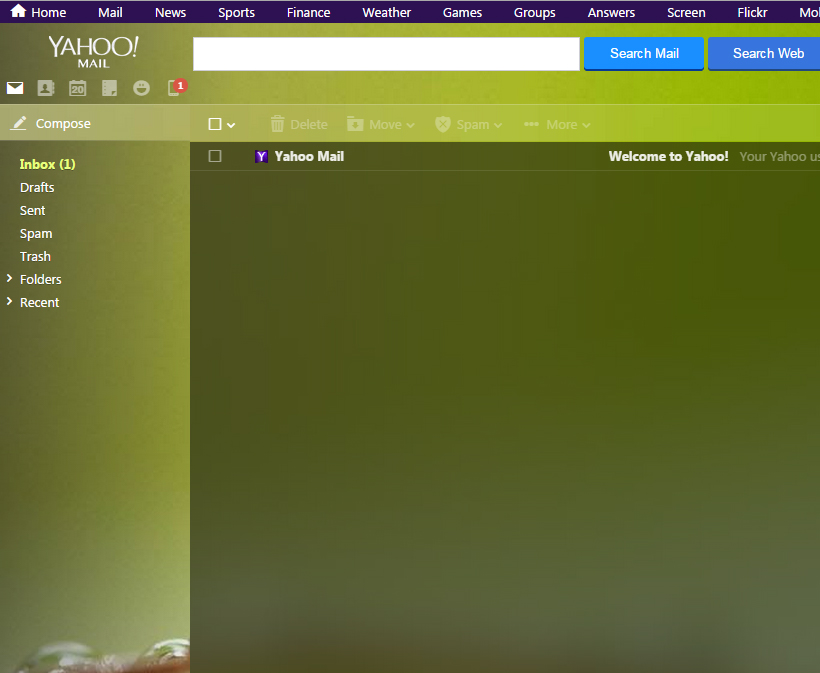 Home Mail News Sports Finance Weather Games Groups Answers Screen Flickr Mo
YAHOO!
MAIL
Search Mail Search Web
20 1
Compose
Delete Move Spam More
Inbox (1)
Y Yahoo Mail Welcome to Yahoo! Your Yahoo us
Drafts
Sent
Spam
Trash
Folders
Recent